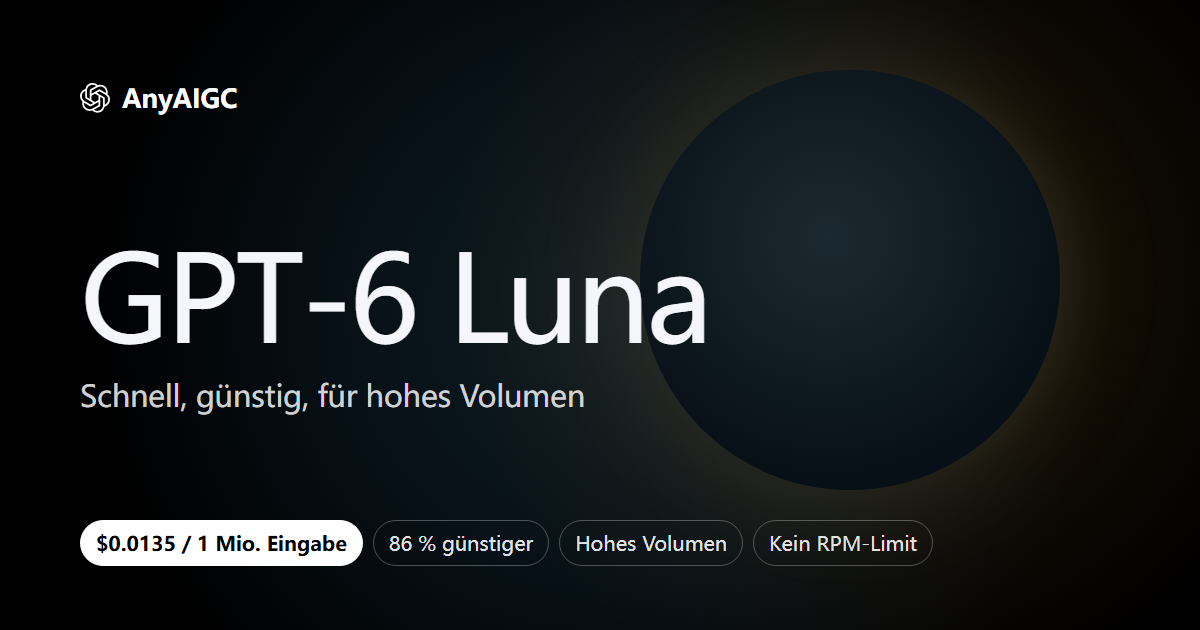 AnyAIGC
GPT-6 Luna
Schnell, günstig, für hohes Volumen
$0.0135 / 1 Mio. Eingabe
86 % günstiger
Hohes Volumen
Kein RPM-Limit